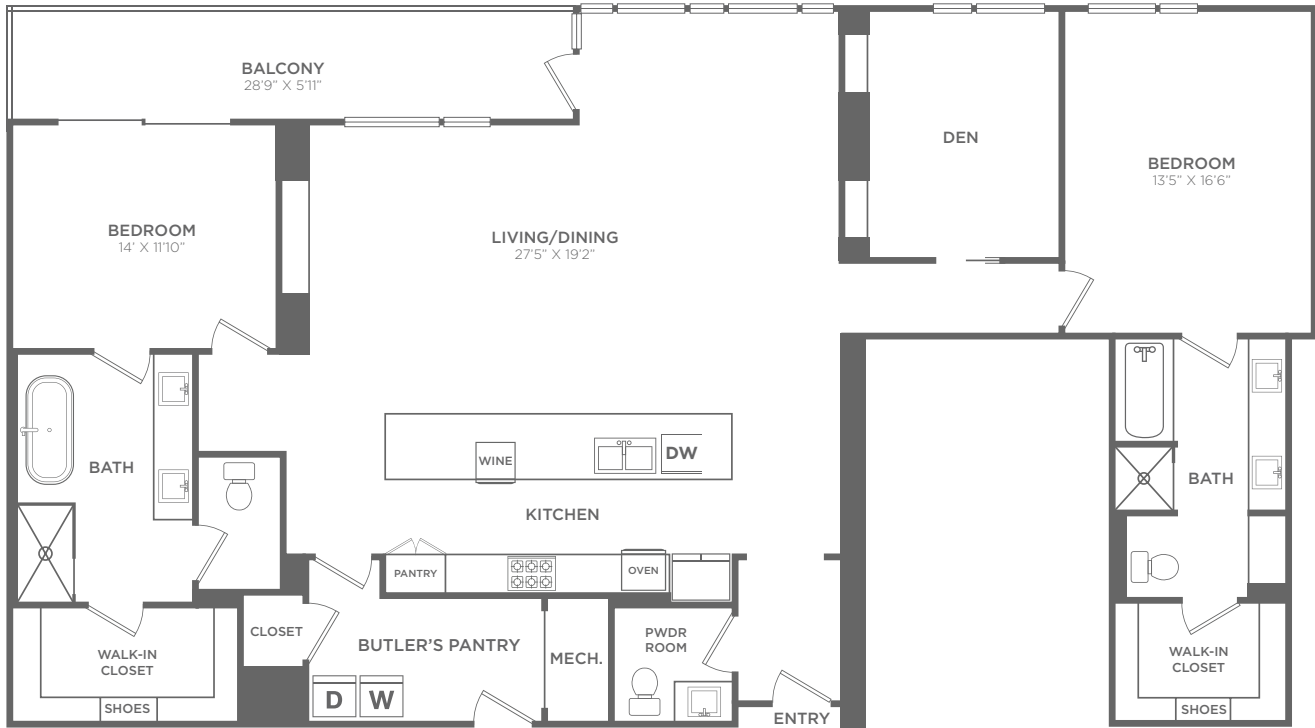 BALCONY
28'9" X 5'11"
DEN
BEDROOM
13'5" X 16'6"
BEDROOM
14' X 11'10"
LIVING/DINING
27'5" X 19'2"
WINE
DW
BATH
BATH
KITCHEN
PANTRY
OVEN
CLOSET
BUTLER'S PANTRY
MECH.
PWDR
ROOM
WALK-IN
CLOSET
WALK-IN
CLOSET
D
W
SHOES
SHOES
ENTRY